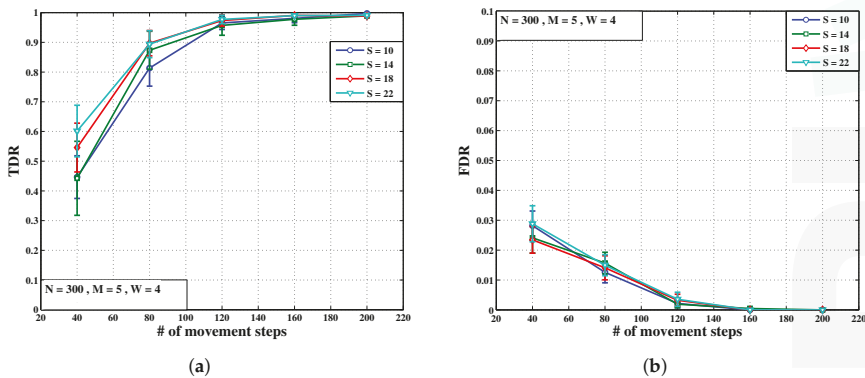 1
0.9
0.8
0.7
0.6
0.5
0.4
0.3
0.2
0.1
0
TDR
S = 10
S = 14
S = 18
S = 22
N = 300 , M = 5 , W = 4
20 40 60 80 100 120 140 160 180 200 220
# of movement steps
(a)
0.1
0.09
0.08
0.07
0.06
0.05
0.04
0.03
0.02
0.01
0
FDR
N = 300 , M = 5 , W = 4
S = 10
S = 14
S = 18
S = 22
20 40 60 80 100 120 140 160 180 200 220
# of movement steps
(b)